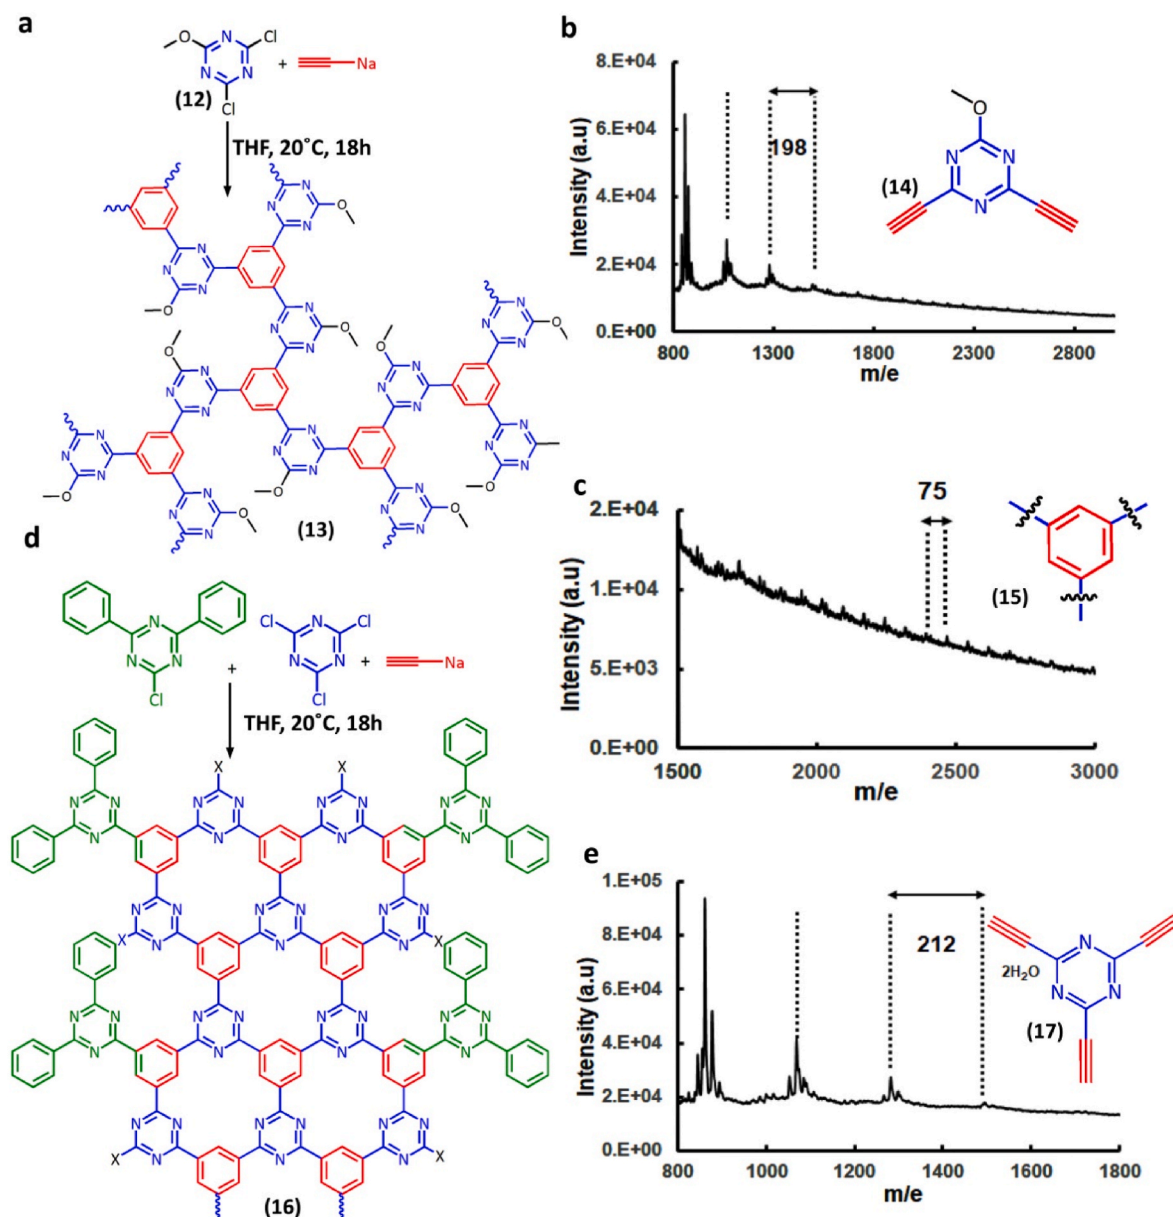 a
O
N
Cl
N
N
Cl
(12)
+
Na
THF, 20˚C, 18h
(13)
b
Intensity (a.u)
8.E+04
6.E+04
4.E+04
2.E+04
0.E+00
198
(14)
O
N
N
N
800
1300
1800
2300
2800
m/e
c
Intensity (a.u)
2.E+04
1.E+04
5.E+03
0.E+00
75
(15)
1500
2000
2500
3000
m/e
d
N
N
N
Cl
+
Cl
N
Cl
N
N
Cl
+
Na
THF, 20˚C, 18h
X
X
X
X
X
X
(16)
e
Intensity (a.u)
1.E+05
8.E+04
6.E+04
4.E+04
2.E+04
0.E+00
212
2H₂O
N
N
N
(17)
800
1000
1200
1400
1600
1800
m/e